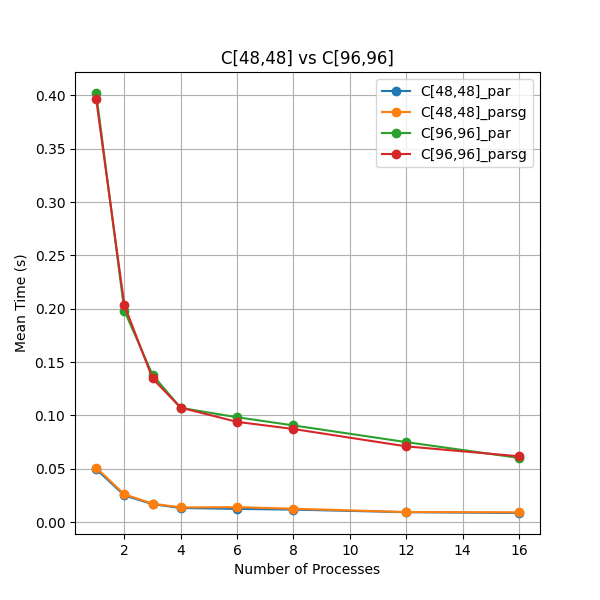 C[48,48] vs C[96,96]
C[48,48]_par
C[48,48]_parsg
C[96,96]_par
C[96,96]_parsg
0.40
0.35
0.30
0.25
0.20
0.15
0.10
0.05
0.00
Mean Time (s)
2 4 6 8 10 12 14 16
Number of Processes